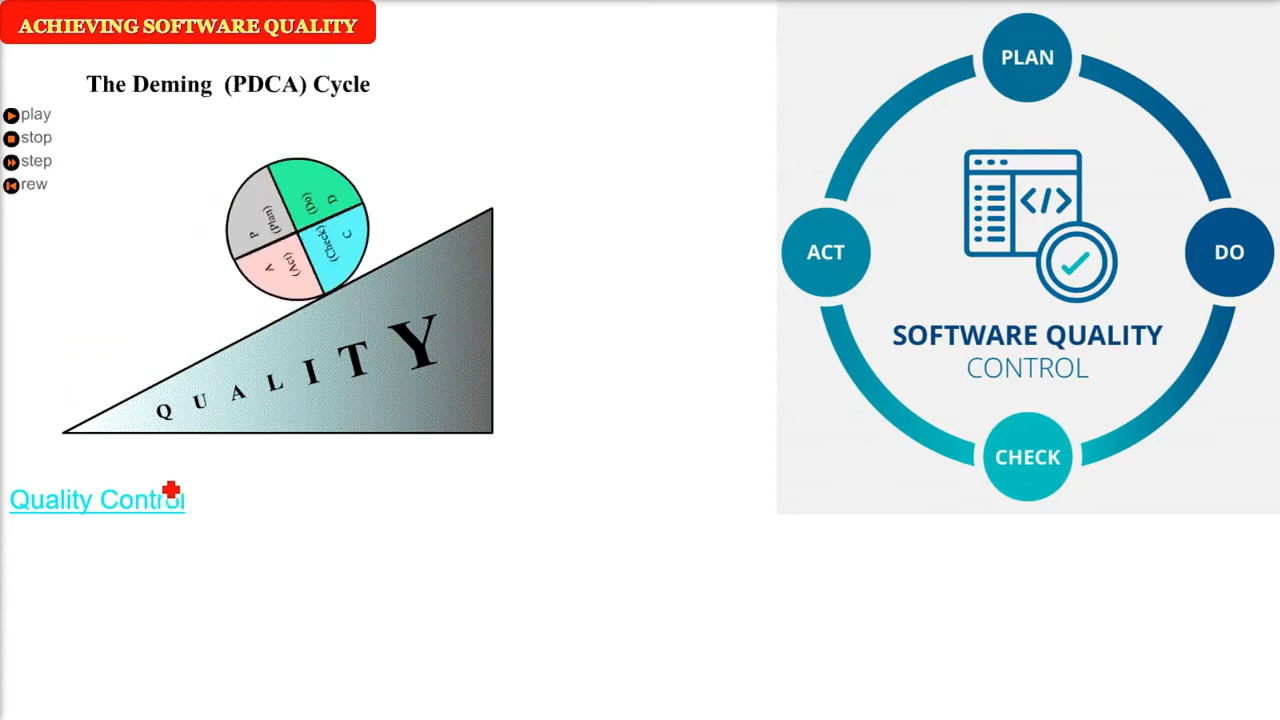 ACHIEVING SOFTWARE QUALITY
The Deming (PDCA) Cycle
play
stop
step
rew
D
(Do)
P
(Plan)
C
(Check)
A
(Act)
QUALITY
Quality Control
PLAN
</>
ACT
DO
SOFTWARE QUALITY
CONTROL
CHECK